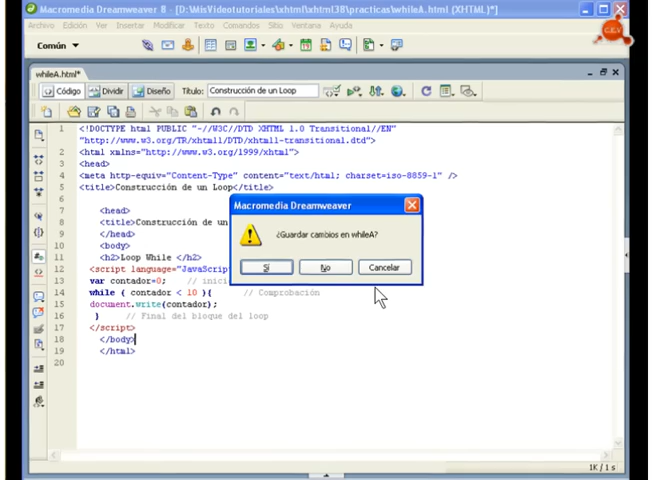 Macromedia Dreamweaver 8 - [D:\MisVideotutoriales\xhtml\xhtml38\practicas\whileA.html (XHTML)*]
Archivo Edición Ver Insertar Modificar Texto Comandos Sitio Ventana Ayuda
Común
whileA.html*
Código Dividir Diseño Título: Construcción de un Loop
1 <!DOCTYPE html PUBLIC "-//W3C//DTD XHTML 1.0 Transitional//EN"
"http://www.w3.org/TR/xhtml1/DTD/xhtml1-transitional.dtd">
2 <html xmlns="http://www.w3.org/1999/xhtml">
3 <head>
4 <meta http-equiv="Content-Type" content="text/html; charset=iso-8859-1" />
5 <title>Construcción de un Loop</title>
6
7 <head>
8 <title>Construcción de un
9 </head>
10 <body>
11 <h2>Loop While </h2>
12 <script language="JavaScrip
13 var contador=0; // inici
14 while ( contador < 10 ){ // Comprobación
15 document.write(contador);
16 } // Final del bloque del loop
17 </script>
18 </body>
19 </html>
20
Macromedia Dreamweaver
¿Guardar cambios en whileA?
Sí No Cancelar
1K / 1 s